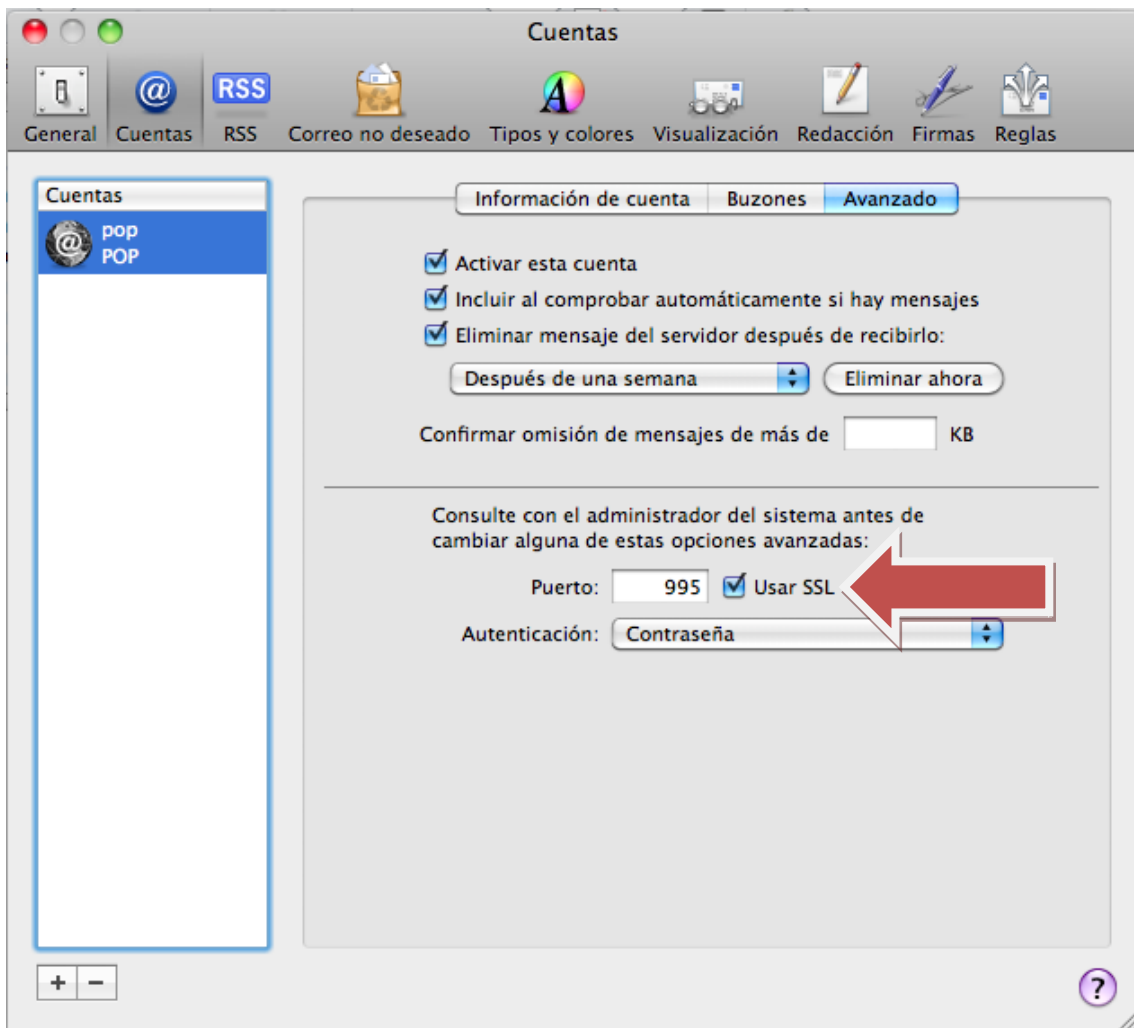 Cuentas
RSS
General Cuentas RSS Correo no deseado Tipos y colores Visualización Redacción Firmas Reglas
Cuentas
@ pop
POP
Información de cuenta Buzones Avanzado
Activar esta cuenta
Incluir al comprobar automáticamente si hay mensajes
Eliminar mensaje del servidor después de recibirlo:
Después de una semana Eliminar ahora
Confirmar omisión de mensajes de más de KB
Consulte con el administrador del sistema antes de
cambiar alguna de estas opciones avanzadas:
Puerto: 995 Usar SSL
Autenticación: Contraseña
+ − ?